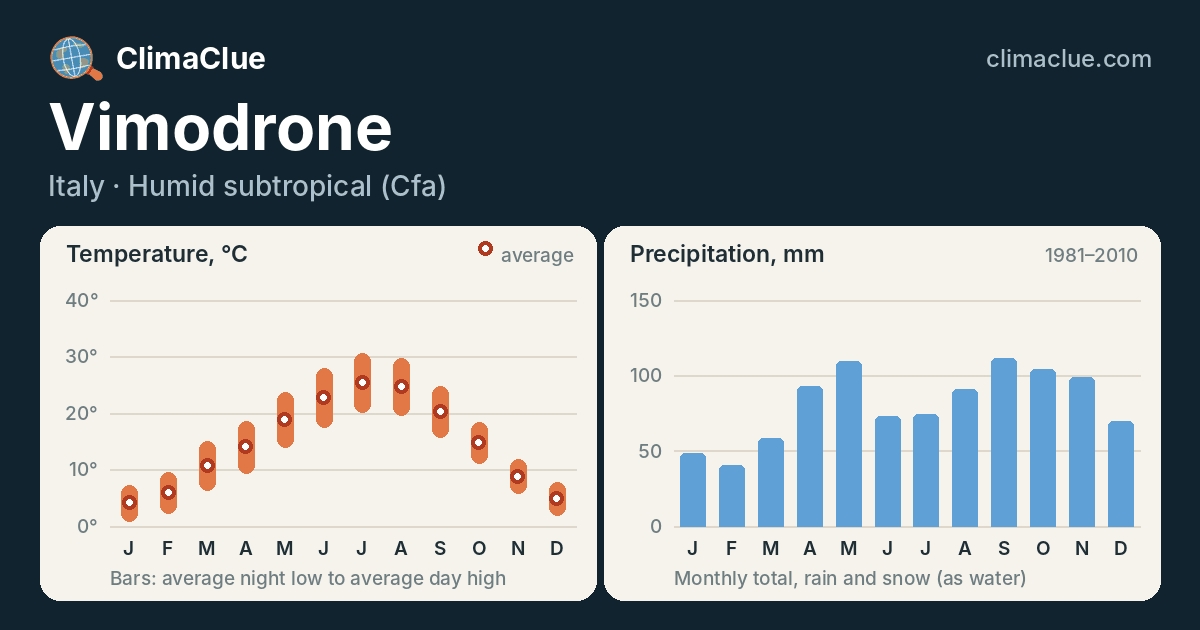 ClimaClue
climaclue.com
Vimodrone
Italy · Humid subtropical (Cfa)
Temperature, °C
average
40°
30°
20°
10°
0°
J F M A M J J A S O N D
Bars: average night low to average day high
Precipitation, mm
1981–2010
150
100
50
0
J F M A M J J A S O N D
Monthly total, rain and snow (as water)